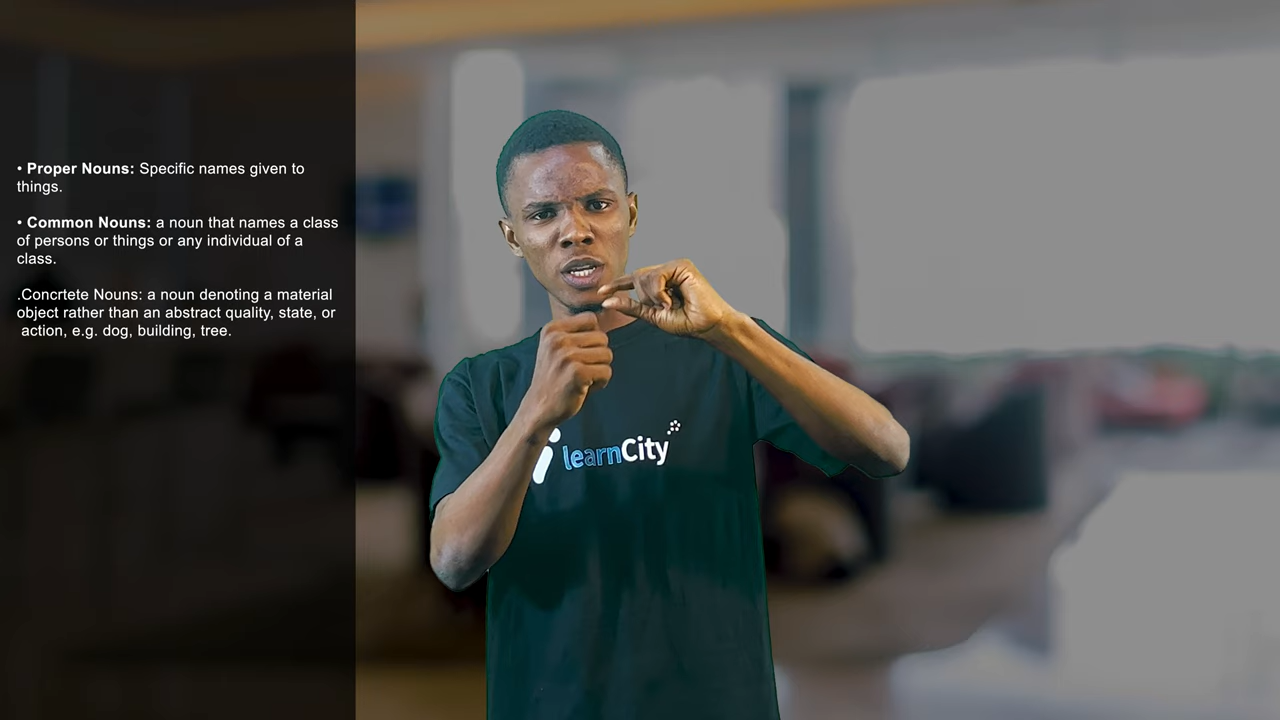 • Proper Nouns: Specific names given to
things.
• Common Nouns: a noun that names a class
of persons or things or any individual of a
class.
.Concrtete Nouns: a noun denoting a material
object rather than an abstract quality, state, or
action, e.g. dog, building, tree.
learnCity